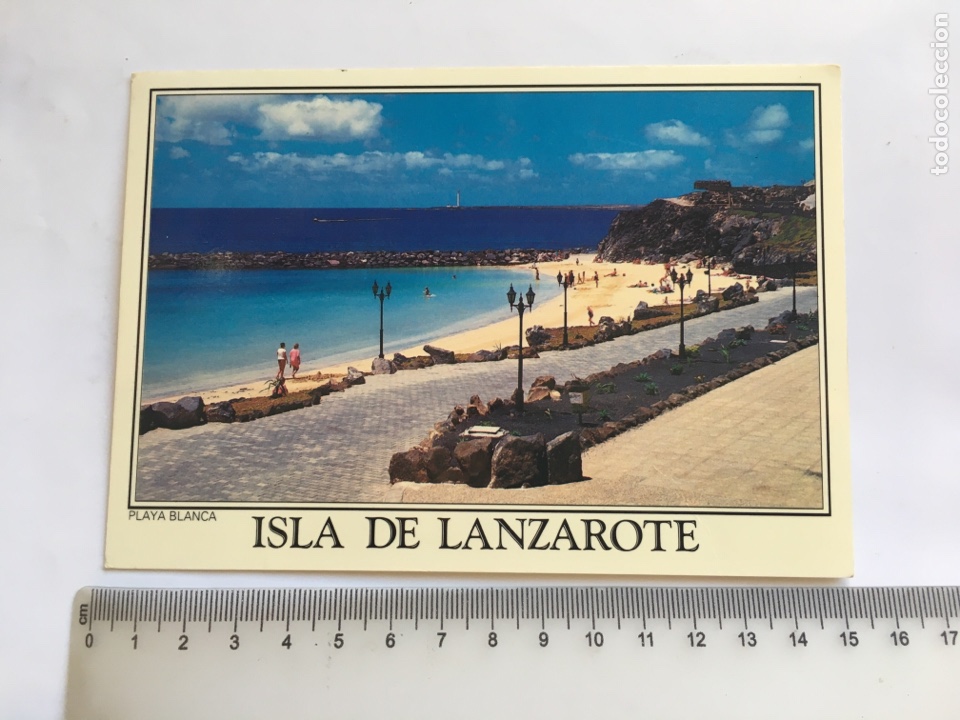 todocoleccion
PLAYA BLANCA
ISLA DE LANZAROTE
cm
0 1 2 3 4 5 6 7 8 9 10 11 12 13 14 15 16 17